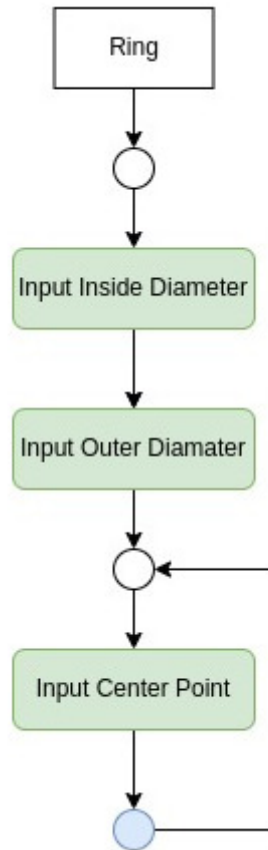 Ring
Input Inside Diameter
Input Outer Diamater
Input Center Point